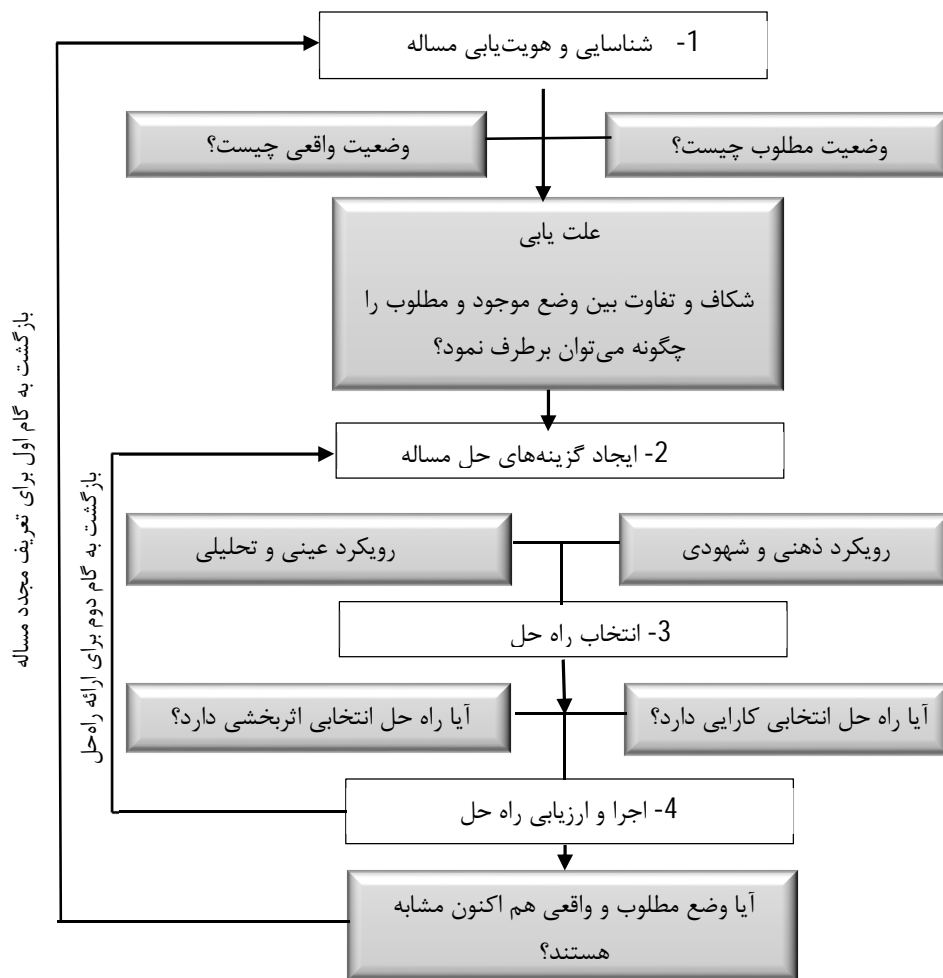 1- شناسایی و هویت‌یابی مساله
وضعیت مطلوب چیست؟
وضعیت واقعی چیست؟
علت یابی
شکاف و تفاوت بین وضع موجود و مطلوب را
چگونه می‌توان برطرف نمود؟
2- ایجاد گزینه‌های حل مساله
رویکرد ذهنی و شهودی
رویکرد عینی و تحلیلی
3- انتخاب راه حل
آیا راه حل انتخابی کارایی دارد؟
آیا راه حل انتخابی اثربخشی دارد؟
4- اجرا و ارزیابی راه حل
آیا وضع مطلوب و واقعی هم اکنون مشابه
هستند؟
بازگشت به گام دوم برای ارائه راه‌حل
بازگشت به گام اول برای تعریف مجدد مساله